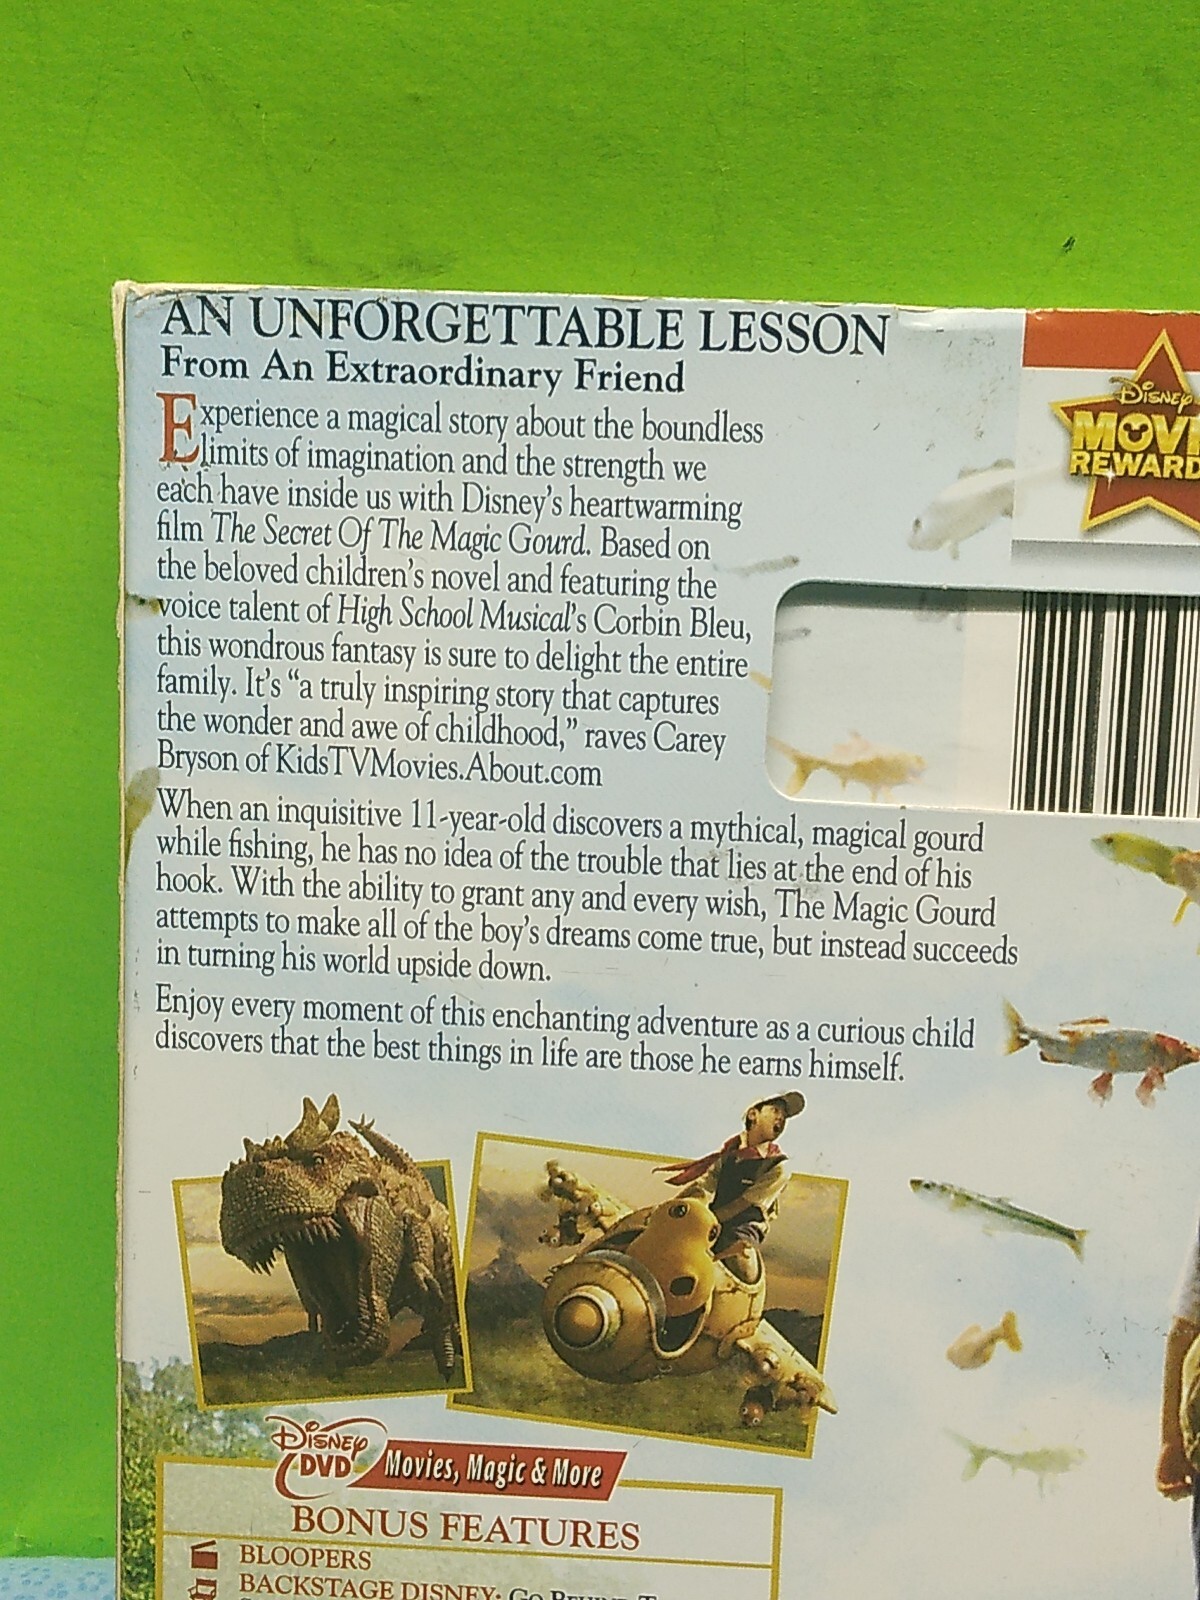 AN UNFORGETTABLE LESSON
From An Extraordinary Friend
Experience a magical story about the boundless
limits of imagination and the strength we
each have inside us with Disney's heartwarming
film The Secret Of The Magic Gourd. Based on
the beloved children's novel and featuring the
voice talent of High School Musical's Corbin Bleu,
this wondrous fantasy is sure to delight the entire
family. It's “a truly inspiring story that captures
the wonder and awe of childhood,” raves Carey
Bryson of KidsTVMovies.About.com
When an inquisitive 11-year-old discovers a mythical, magical gourd
while fishing, he has no idea of the trouble that lies at the end of his
hook. With the ability to grant any and every wish, The Magic Gourd
attempts to make all of the boy's dreams come true, but instead succeeds
in turning his world upside down.
Enjoy every moment of this enchanting adventure as a curious child
discovers that the best things in life are those he earns himself.
DISNEY
MOVI
REWARD
DISNEY
DVD
Movies, Magic & More
BONUS FEATURES
BLOOPERS
BACKSTAGE DISNEY: GO BEHIND T